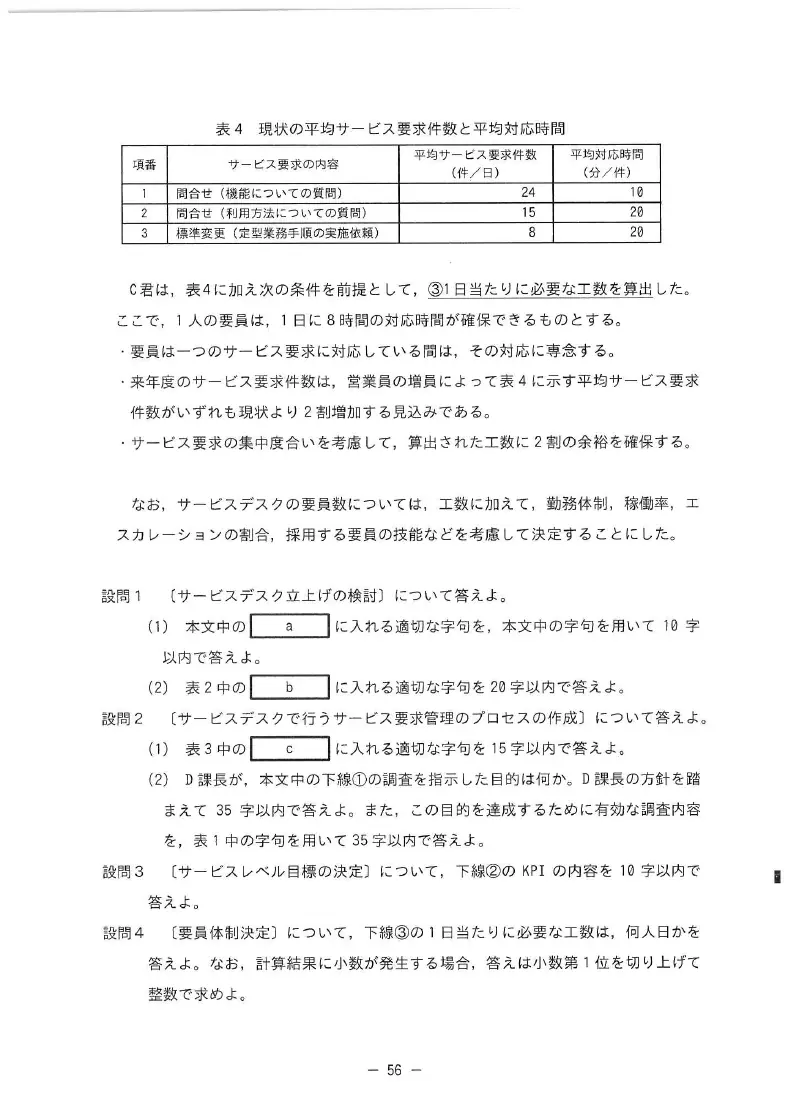 表4 現状の平均サービス要求件数と平均対応時間
項番 サービス要求の内容 平均サービス要求件数(件/日) 平均対応時間(分/件)
1 問合せ(機能についての質問) 24 10
2 問合せ(利用方法についての質問) 15 20
3 標準変更(定型業務手順の実施依頼) 8 20
C君は,表4に加え次の条件を前提として,③1日当たりに必要な工数を算出した。
ここで,1人の要員は,1日に8時間の対応時間が確保できるものとする。
・要員は一つのサービス要求に対応している間は,その対応に専念する。
・来年度のサービス要求件数は,営業員の増員によって表4に示す平均サービス要求
件数がいずれも現状より2割増加する見込みである。
・サービス要求の集中度合いを考慮して,算出された工数に2割の余裕を確保する。
なお,サービスデスクの要員数については,工数に加えて,勤務体制,稼働率,エ
スカレーションの割合,採用する要員の技能などを考慮して決定することにした。
設問1 〔サービスデスク立上げの検討〕について答えよ。
(1) 本文中の a に入れる適切な字句を,本文中の字句を用いて 10 字
以内で答えよ。
(2) 表2中の b に入れる適切な字句を20字以内で答えよ。
設問2 〔サービスデスクで行うサービス要求管理のプロセスの作成〕について答えよ。
(1) 表3中の c に入れる適切な字句を15字以内で答えよ。
(2) D課長が,本文中の下線①の調査を指示した目的は何か。D課長の方針を踏
まえて 35 字以内で答えよ。また,この目的を達成するために有効な調査内容
を,表1中の字句を用いて35字以内で答えよ。
設問3 〔サービスレベル目標の決定〕について,下線②の KPI の内容を 10 字以内で
答えよ。
設問4 〔要員体制決定〕について,下線③の1日当たりに必要な工数は,何人日かを
答えよ。なお,計算結果に小数が発生する場合,答えは小数第1位を切り上げて
整数で求めよ。
- 56 -